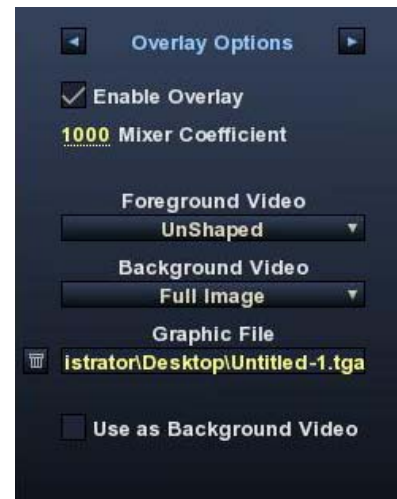 Overlay Options
Enable Overlay
1000 Mixer Coefficient
Foreground Video
UnShaped
Background Video
Full Image
Graphic File
istrator\Desktop\Untitled-1.tga
Use as Background Video